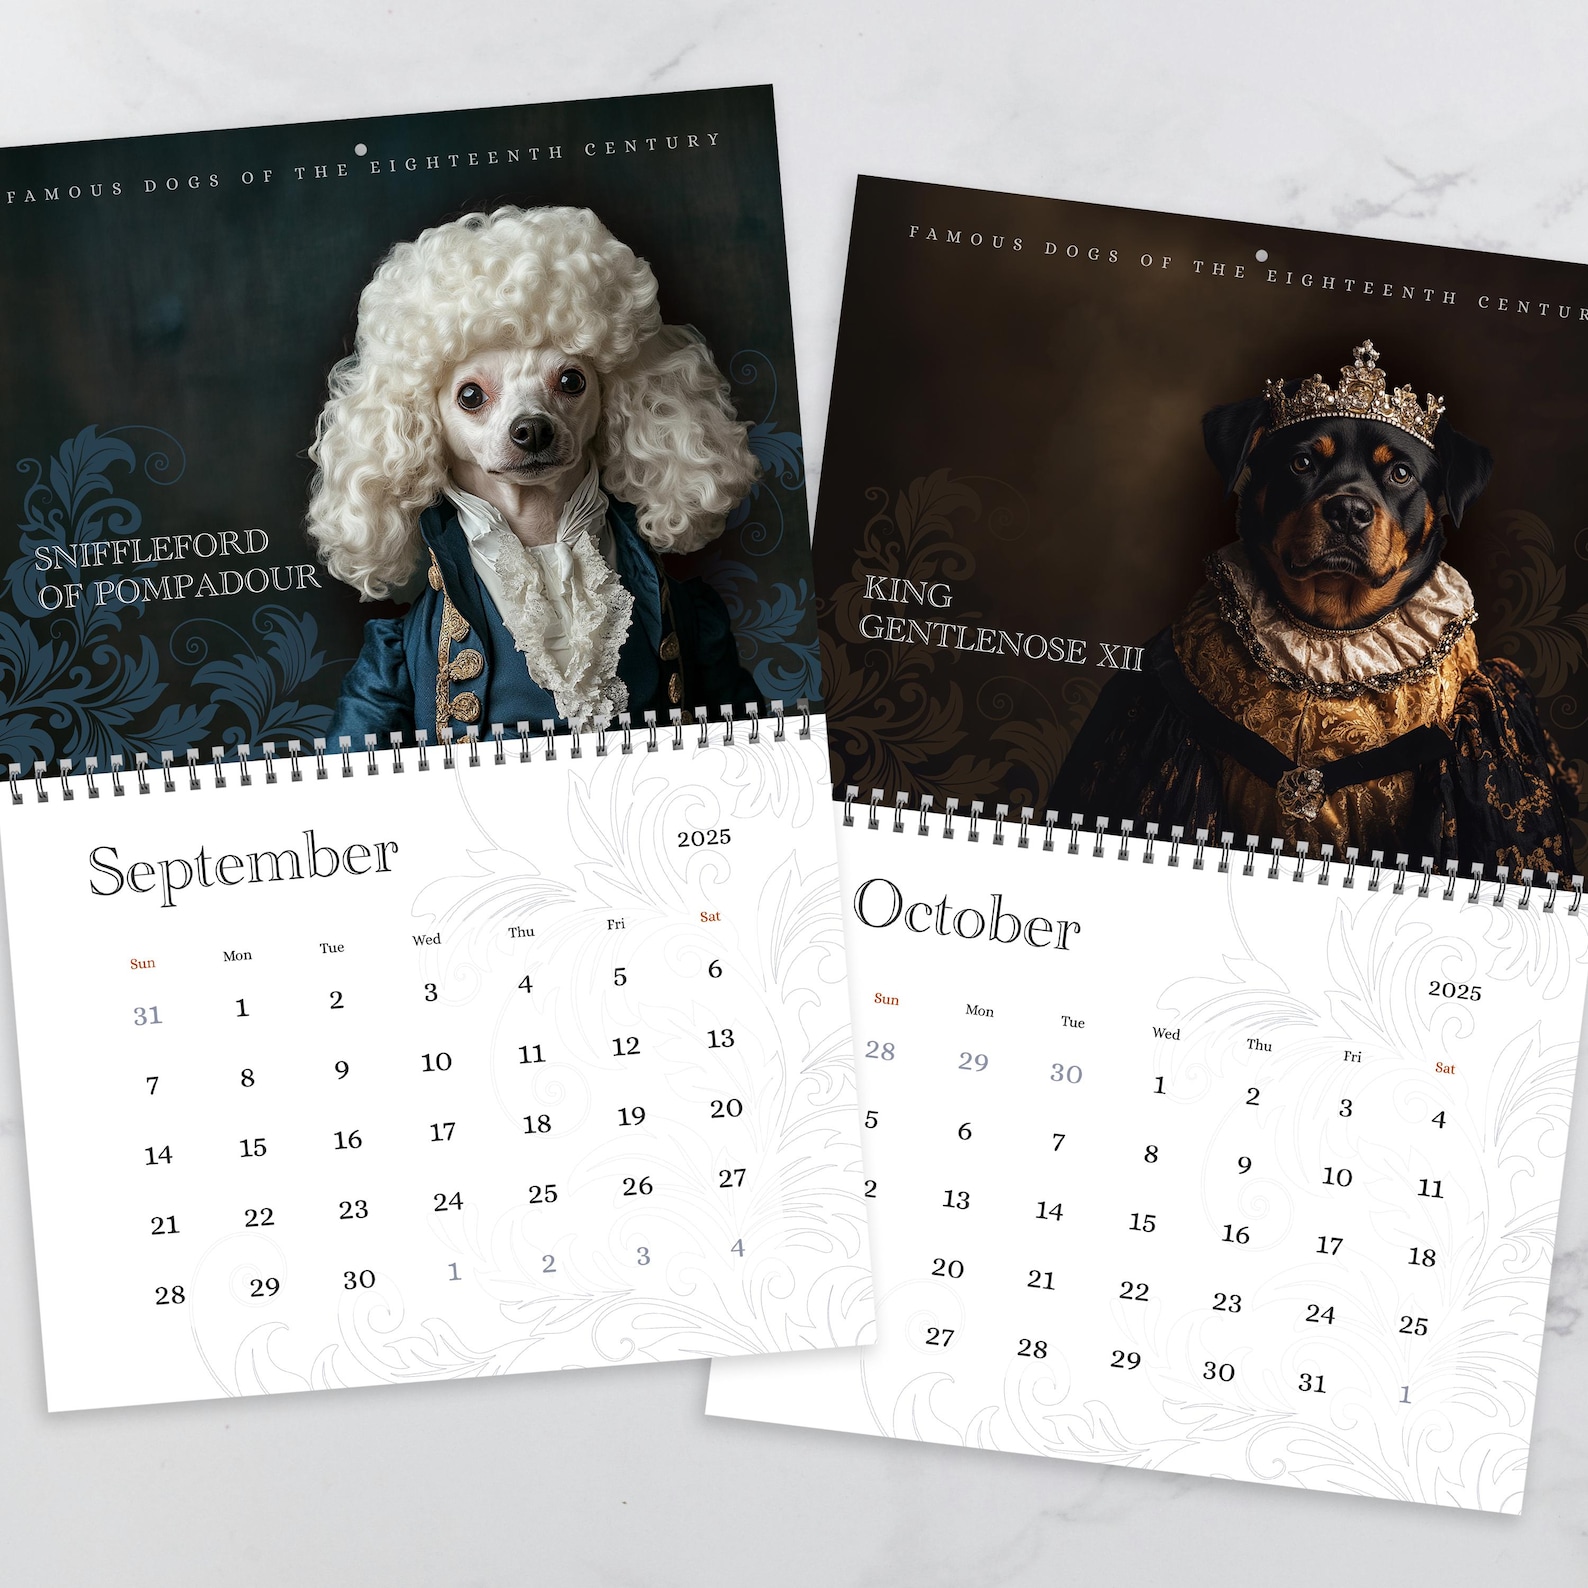 FAMOUS DOGS OF THE EIGHTEENTH CENTURY
SNIFFLEFORD
OF POMPADOUR
September
2025
Sun Mon Tue Wed Thu Fri Sat
31 1 2 3 4 5 6
7 8 9 10 11 12 13
14 15 16 17 18 19 20
21 22 23 24 25 26 27
28 29 30 1 2 3 4
FAMOUS DOGS OF THE EIGHTEENTH
KING
GENTLENOSE XII
October
2025
Sun Mon Tue Wed Thu Fri Sat
28 29 30 1 2 3 4
5 6 7 8 9 10 11
2 13 14 15 16 17 18
20 21 22 23 24 25
27 28 29 30 31 1